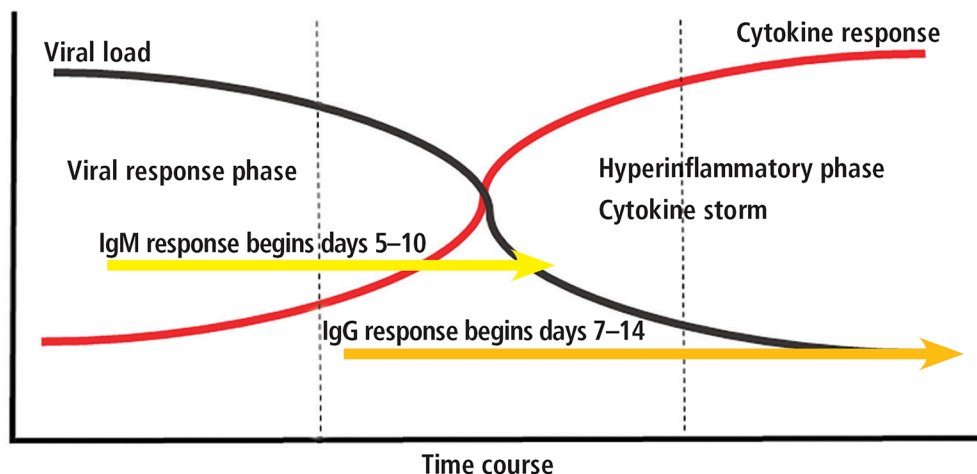 Viral load
Cytokine response
Viral response phase
Hyperinflammatory phase
Cytokine storm
IgM response begins days 5–10
IgG response begins days 7–14
Time course